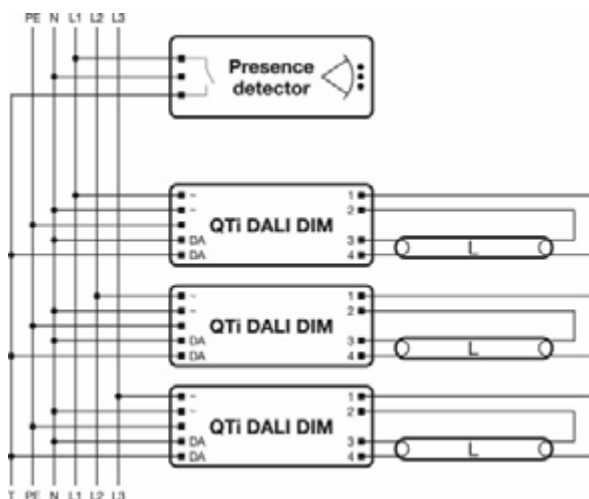 PE N L1 L2 L3
Presence
detector
~ 1
~ 2
QTi DALI DIM
DA 3 L
DA 4
~ 1
~ 2
QTi DALI DIM
DA 3
DA 4 L
~ 1
~ 2
QTi DALI DIM
DA 3
DA 4 L
T PE N L1 L2 L3